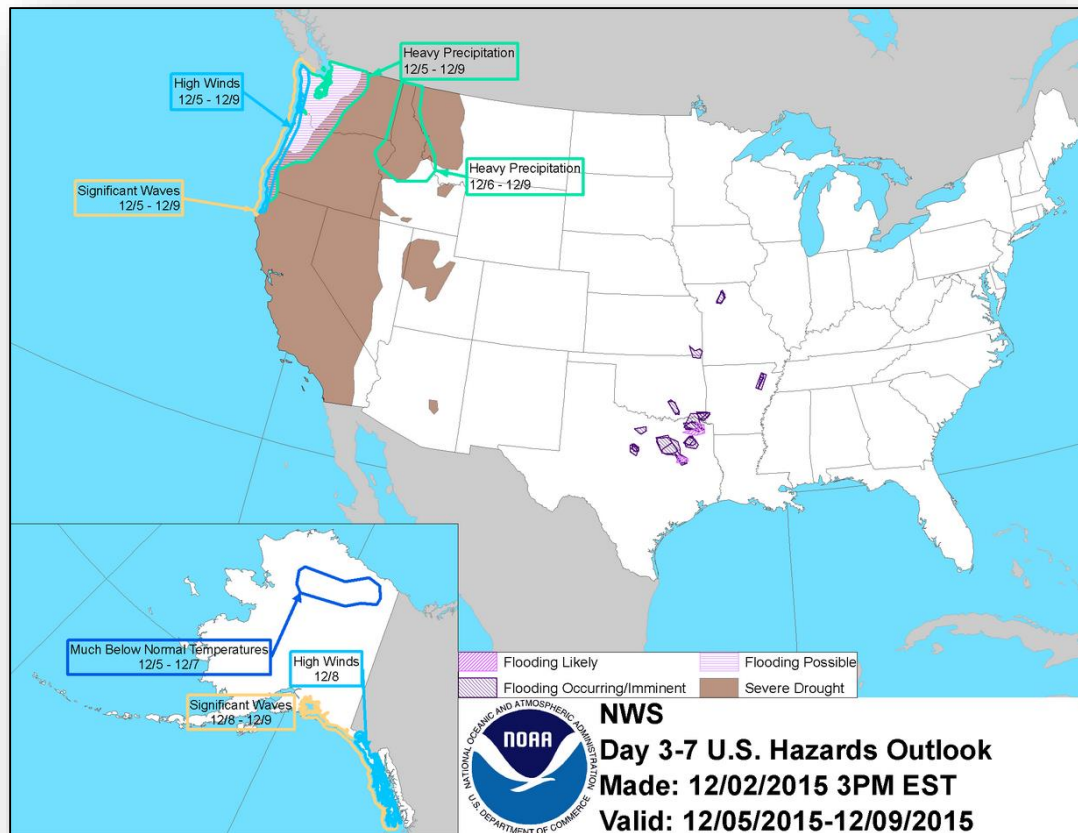 Heavy Precipitation
12/5 - 12/9
High Winds
12/5 - 12/9
Heavy Precipitation
12/6 - 12/9
Significant Waves
12/5 - 12/9
Much Below Normal Temperatures
12/5 - 12/7
High Winds
12/8
Significant Waves
12/8 - 12/9
Flooding Likely
Flooding Possible
Flooding Occurring/Imminent
Severe Drought
NATIONAL OCEANIC AND ATMOSPHERIC ADMINISTRATION
NOAA
U.S. DEPARTMENT OF COMMERCE
NWS
Day 3-7 U.S. Hazards Outlook
Made: 12/02/2015 3PM EST
Valid: 12/05/2015-12/09/2015